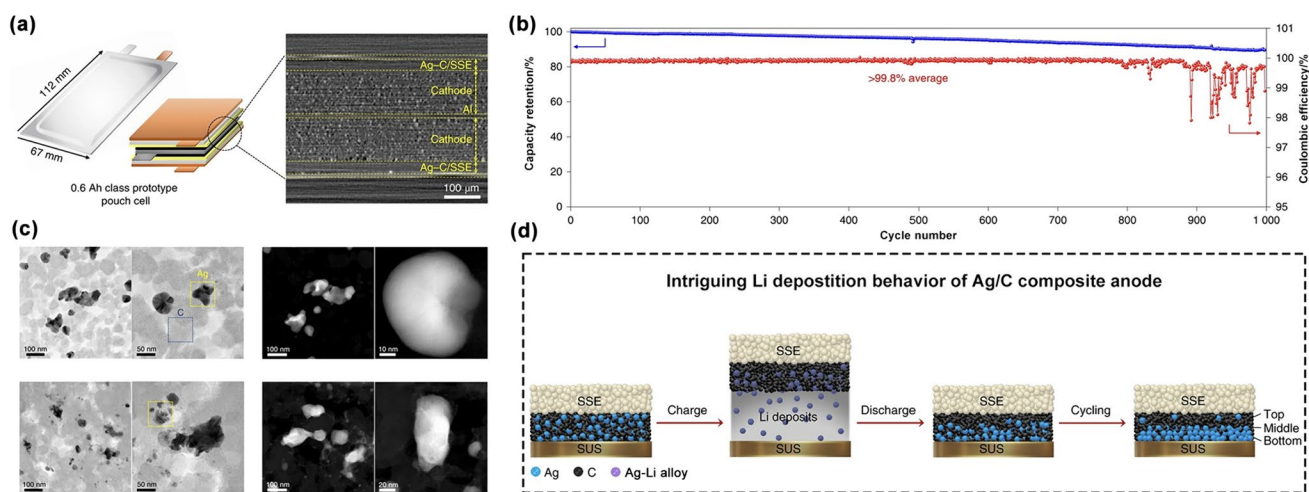 (a)
112 mm
67 mm
0.6 Ah class prototype
pouch cell
Ag–C/SSE
Cathode
Al
Cathode
Ag–C/SSE
100 μm
(b)
Capacity retention/%
100
80
60
40
20
0
>99.8% average
101
100
99
98
97
96
95
Coulombic efficiency/%
0 100 200 300 400 500 600 700 800 900 1 000
Cycle number
(c)
Ag
C
100 nm
50 nm
100 nm
10 nm
100 nm
50 nm
100 nm
20 nm
(d)
Intriguing Li depostition behavior of Ag/C composite anode
SSE
SUS
Charge
SSE
Li deposits
SUS
Discharge
SSE
SUS
Cycling
SSE
SUS
Top
Middle
Bottom
Ag C Ag-Li alloy